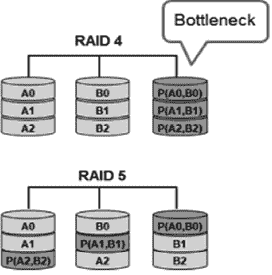 Bottleneck
RAID 4
A0 B0 P(A0,B0)
A1 B1 P(A1,B1)
A2 B2 P(A2,B2)
RAID 5
A0 B0 P(A0,B0)
A1 P(A1,B1) B1
P(A2,B2) A2 B2